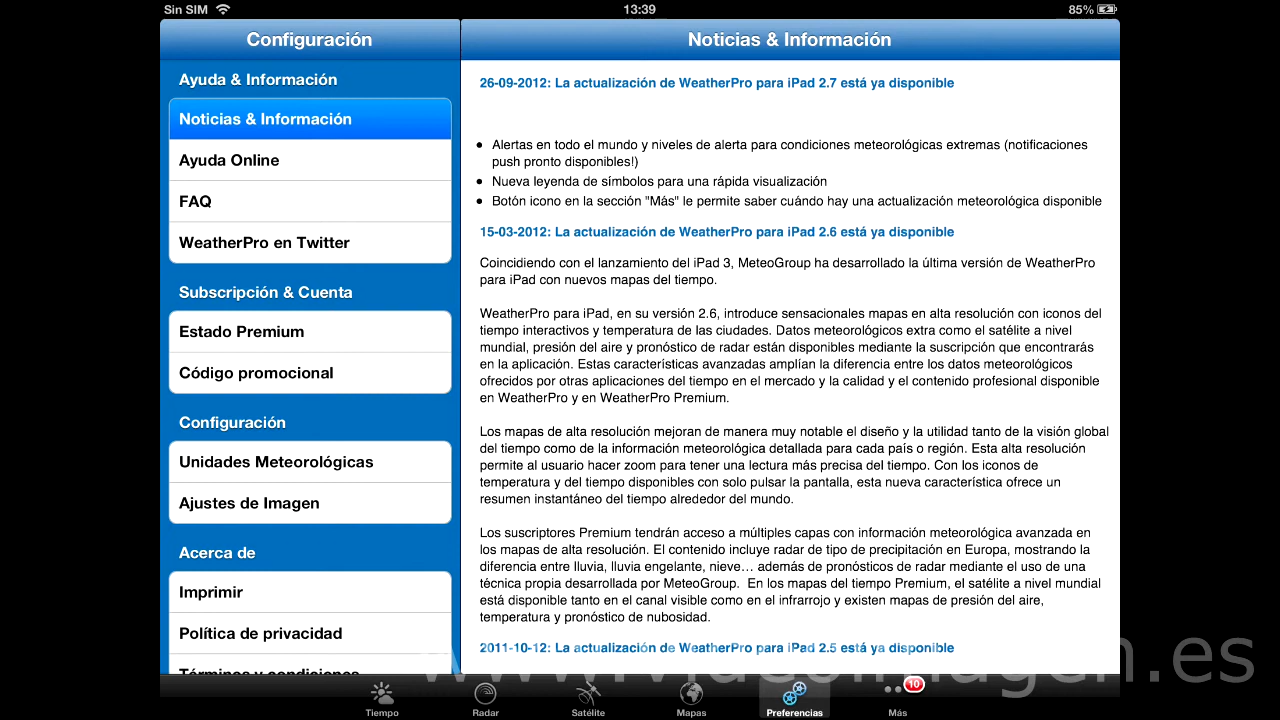 Sin SIM
13:39
85%
Configuración
Noticias & Información
Ayuda & Información
Noticias & Información
Ayuda Online
FAQ
WeatherPro en Twitter
Subscripción & Cuenta
Estado Premium
Código promocional
Configuración
Unidades Meteorológicas
Ajustes de Imagen
Acerca de
Imprimir
Política de privacidad
Términos y condiciones
26-09-2012: La actualización de WeatherPro para iPad 2.7 está ya disponible
• Alertas en todo el mundo y niveles de alerta para condiciones meteorológicas extremas (notificaciones
push pronto disponibles!)
• Nueva leyenda de símbolos para una rápida visualización
• Botón icono en la sección "Más" le permite saber cuándo hay una actualización meteorológica disponible
15-03-2012: La actualización de WeatherPro para iPad 2.6 está ya disponible
Coincidiendo con el lanzamiento del iPad 3, MeteoGroup ha desarrollado la última versión de WeatherPro
para iPad con nuevos mapas del tiempo.
WeatherPro para iPad, en su versión 2.6, introduce sensacionales mapas en alta resolución con iconos del
tiempo interactivos y temperatura de las ciudades. Datos meteorológicos extra como el satélite a nivel
mundial, presión del aire y pronóstico de radar están disponibles mediante la suscripción que encontrarás
en la aplicación. Estas características avanzadas amplían la diferencia entre los datos meteorológicos
ofrecidos por otras aplicaciones del tiempo en el mercado y la calidad y el contenido profesional disponible
en WeatherPro y en WeatherPro Premium.
Los mapas de alta resolución mejoran de manera muy notable el diseño y la utilidad tanto de la visión global
del tiempo como de la información meteorológica detallada para cada país o región. Esta alta resolución
permite al usuario hacer zoom para tener una lectura más precisa del tiempo. Con los iconos de
temperatura y del tiempo disponibles con solo pulsar la pantalla, esta nueva característica ofrece un
resumen instantáneo del tiempo alrededor del mundo.
Los suscriptores Premium tendrán acceso a múltiples capas con información meteorológica avanzada en
los mapas de alta resolución. El contenido incluye radar de tipo de precipitación en Europa, mostrando la
diferencia entre lluvia, lluvia engelante, nieve… además de pronósticos de radar mediante el uso de una
técnica propia desarrollada por MeteoGroup.  En los mapas del tiempo Premium, el satélite a nivel mundial
está disponible tanto en el canal visible como en el infrarrojo y existen mapas de presión del aire,
temperatura y pronóstico de nubosidad.
2011-10-12: La actualización de WeatherPro para iPad 2.5 está ya disponible
Tiempo
Radar
Satélite
Mapas
Preferencias
Más
10